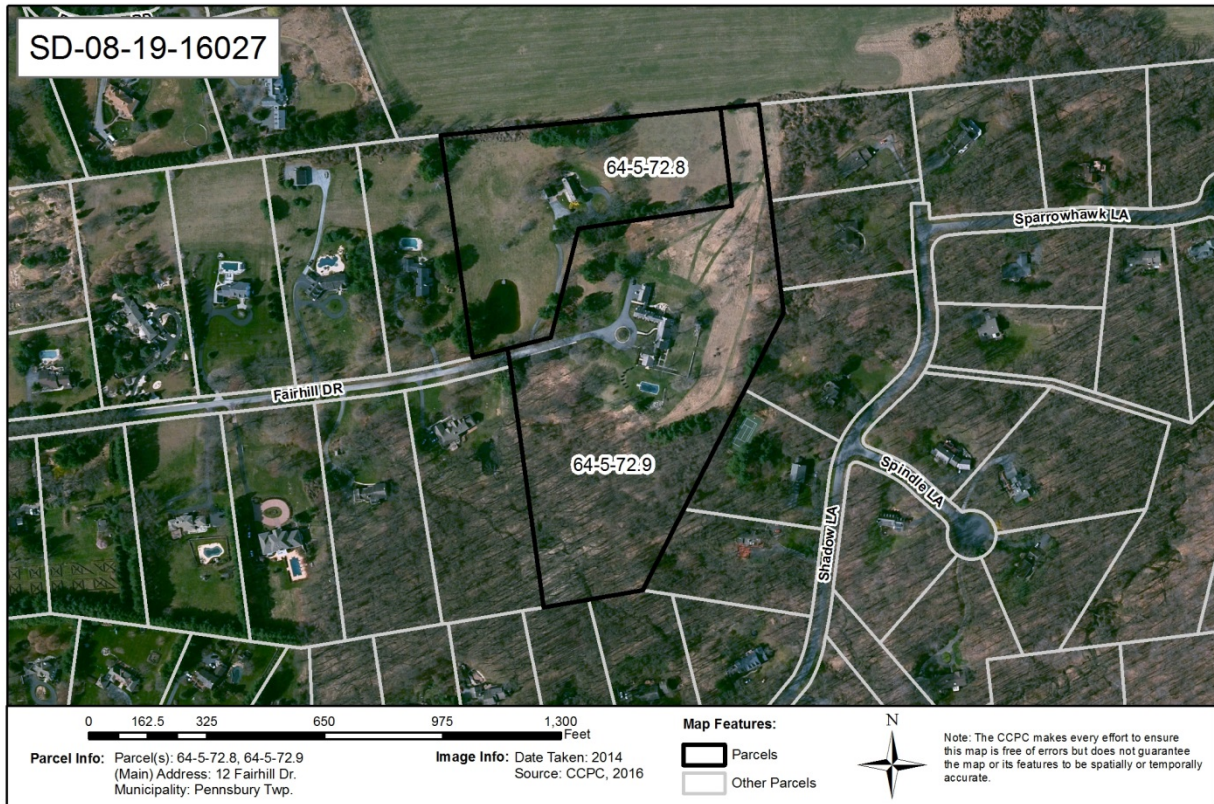 SD-08-19-16027
64-5-72.8
Sparrowhawk LA
Fairhill DR
64-5-72.9
Spindle LA
Shadow LA
0 162.5 325 650 975 1,300
Feet
Parcel Info: Parcel(s): 64-5-72.8, 64-5-72.9
(Main) Address: 12 Fairhill Dr.
Municipality: Pennsbury Twp.
Image Info: Date Taken: 2014
Source: CCPC, 2016
Map Features:
Parcels
Other Parcels
N
Note: The CCPC makes every effort to ensure
this map is free of errors but does not guarantee
the map or its features to be spatially or temporally
accurate.